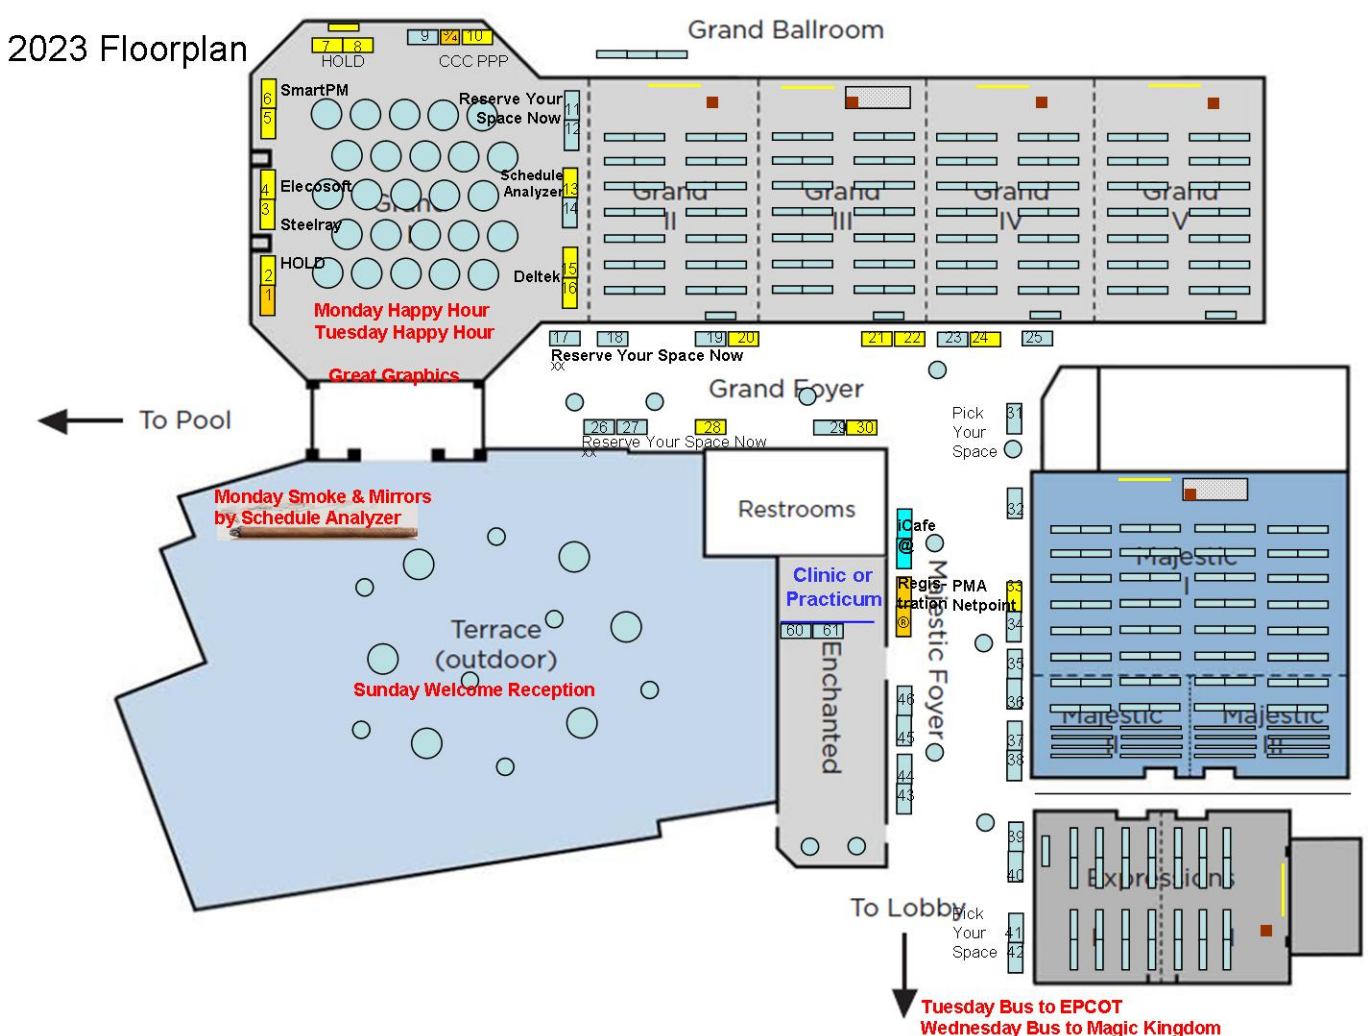 2023 Floorplan
Grand Ballroom
7 8
HOLD
9 ¾ 10
CCC PPP
6
5
SmartPM
Reserve Your
Space Now
11
12
4
3
Elecosoft
Steelray
Schedule
Analyzer
13
14
Grand
I
Grand
II
Grand
III
Grand
IV
Grand
V
2
1
HOLD
Deltek
15
16
Monday Happy Hour
Tuesday Happy Hour
Great Graphics
17 18 19 20 21 22 23 24 25
Reserve Your Space Now
xx
Grand Foyer
To Pool
26 27 28 29 30
Reserve Your Space Now
xx
Pick
Your
Space
31
32
Monday Smoke & Mirrors
by Schedule Analyzer
Restrooms
iCafe
@
Clinic or
Practicum
Regis-
tration
®
PMA
Netpoint
33
34
Majestic
I
60 61
Terrace
(outdoor)
Sunday Welcome Reception
Enchanted
Majestic Foyer
35
36
46
45
37
38
Majestic
II
Majestic
III
44
43
39
40
Expressions
To Lobby
Pick
Your
Space
41
42
Tuesday Bus to EPCOT
Wednesday Bus to Magic Kingdom